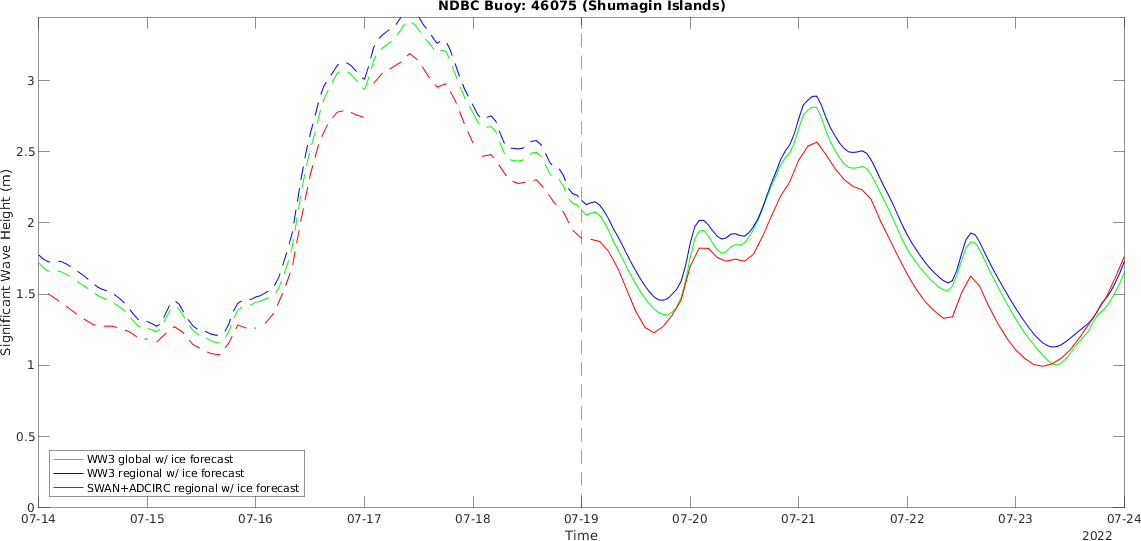 NDBC Buoy: 46075 (Shumagin Islands)
Significant Wave Height (m)
3
2.5
2
1.5
1
0.5
0
WW3 global w/ ice forecast
WW3 regional w/ ice forecast
SWAN+ADCIRC regional w/ ice forecast
07-14 07-15 07-16 07-17 07-18 07-19 07-20 07-21 07-22 07-23 07-24
Time
2022